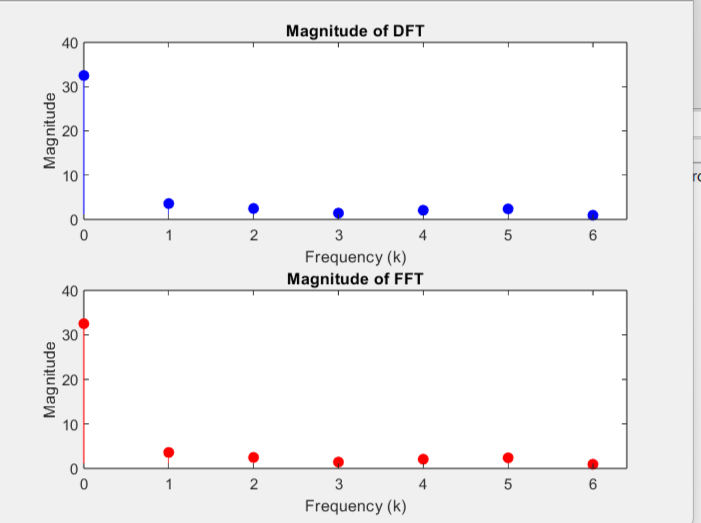 Magnitude of DFT
40
30
20
10
0
Magnitude
0 1 2 3 4 5 6
Frequency (k)
Magnitude of FFT
40
30
20
10
0
Magnitude
0 1 2 3 4 5 6
Frequency (k)